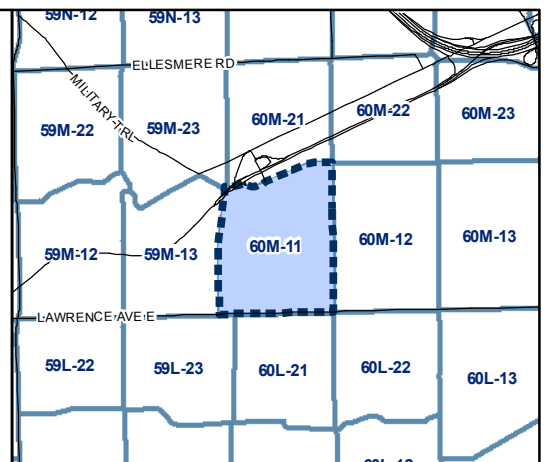 59N-12
59N-13
ELLESMERE RD
MILITARY TRL
59M-22
59M-23
60M-21
60M-22
60M-23
59M-12
59M-13
60M-11
60M-12
60M-13
LAWRENCE AVE E
59L-22
59L-23
60L-21
60L-22
60L-13